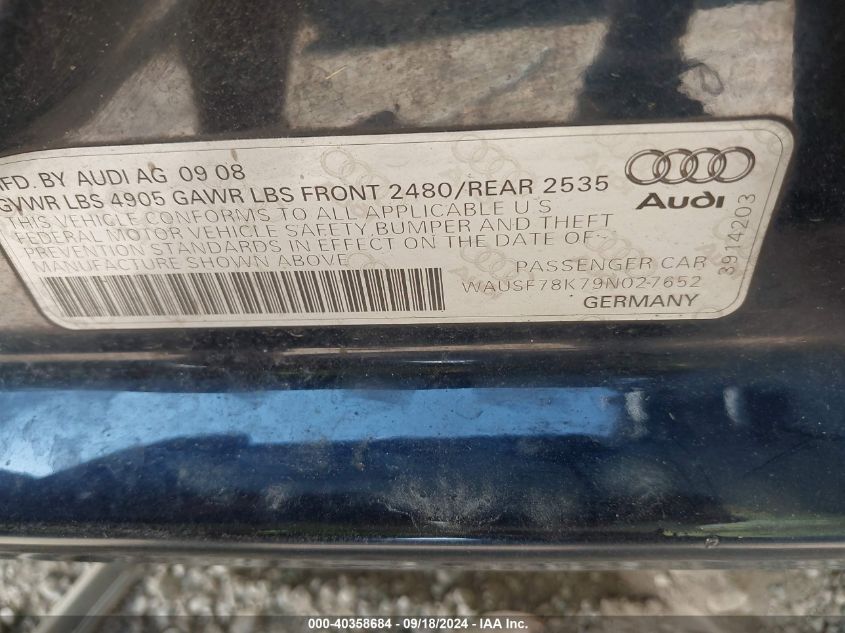 MFD. BY AUDI AG 09 08
GVWR LBS 4905 GAWR LBS FRONT 2480/REAR 2535
THIS VEHICLE CONFORMS TO ALL APPLICABLE U S
FEDERAL MOTOR VEHICLE SAFETY BUMPER AND THEFT
PREVENTION STANDARDS IN EFFECT ON THE DATE OF
MANUFACTURE SHOWN ABOVE
Audi
3914203
PASSENGER CAR
WAUSF78K79N027652
GERMANY
000-40358684 - 09/18/2024 - IAA Inc.